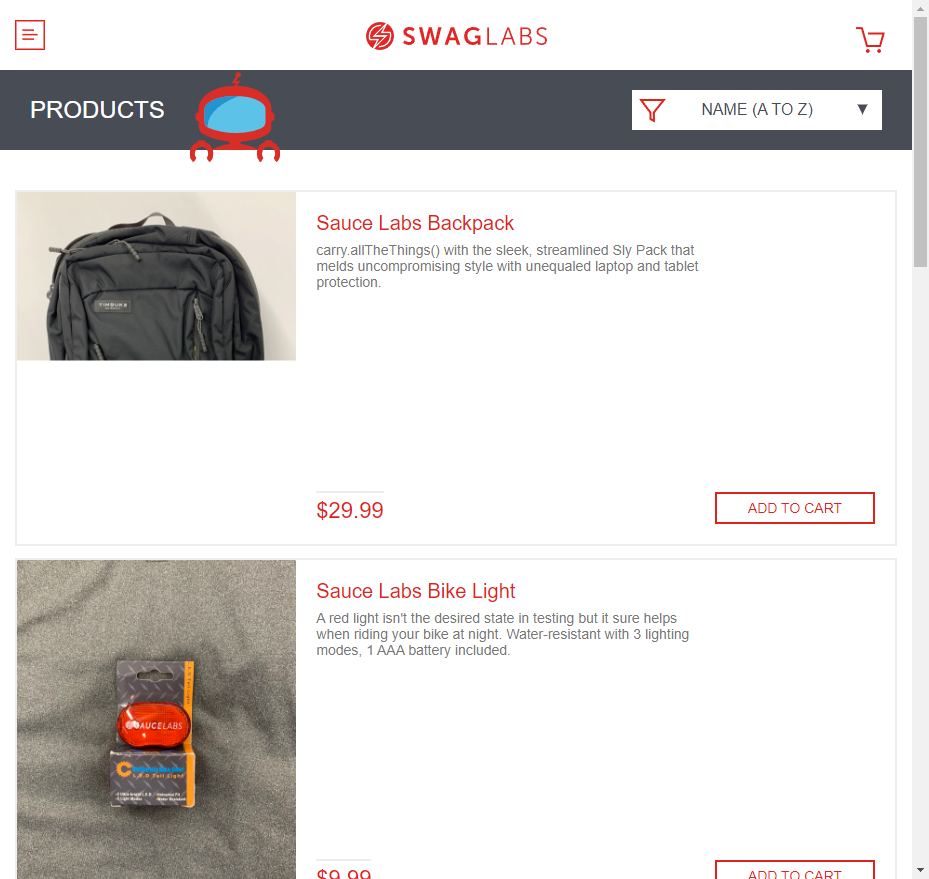 SWAGLABS
PRODUCTS
NAME (A TO Z)
Sauce Labs Backpack
carry.allTheThings() with the sleek, streamlined Sly Pack that
melds uncompromising style with unequaled laptop and tablet
protection.
TIMBUK2
$29.99
ADD TO CART
Sauce Labs Bike Light
A red light isn't the desired state in testing but it sure helps
when riding your bike at night. Water-resistant with 3 lighting
modes, 1 AAA battery included.
SAUCELABS
L.E.D Tail Light
$9.99
ADD TO CART